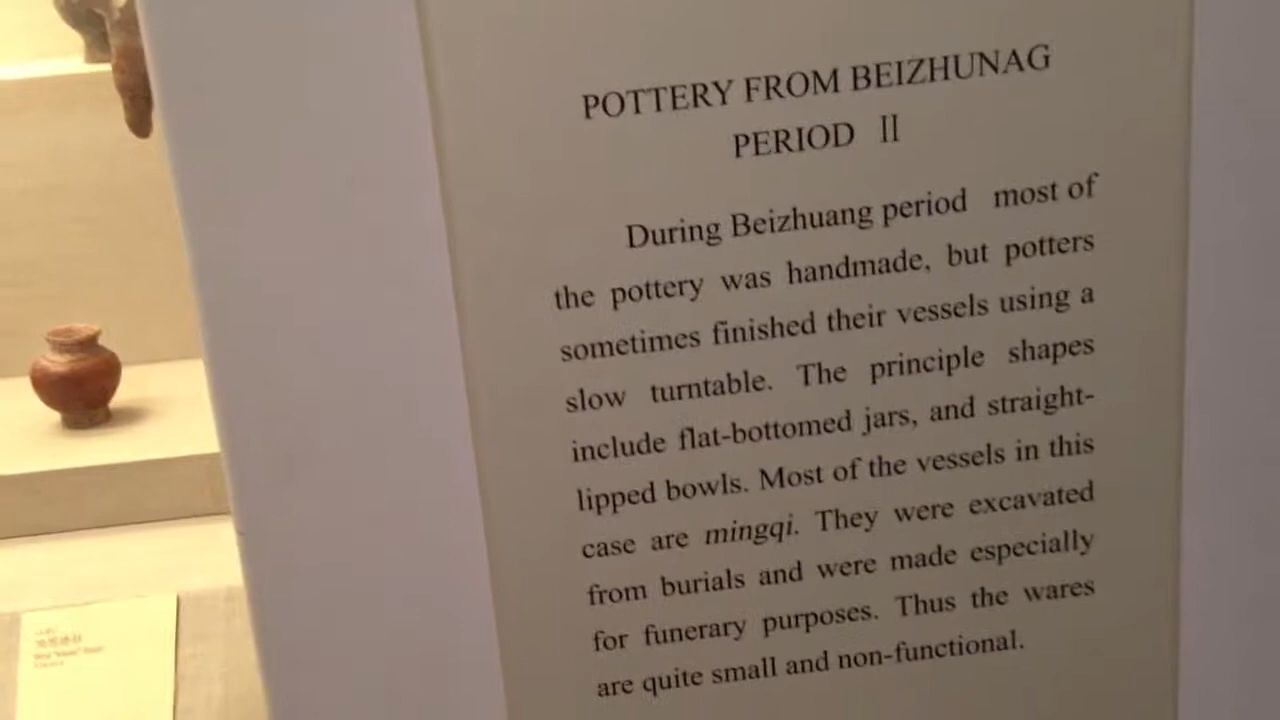 POTTERY FROM BEIZHUNAG
PERIOD II
During Beizhuang period most of
the pottery was handmade, but potters
sometimes finished their vessels using a
slow turntable. The principle shapes
include flat-bottomed jars, and straight-
lipped bowls. Most of the vessels in this
case are mingqi. They were excavated
from burials and were made especially
for funerary purposes. Thus the wares
are quite small and non-functional.